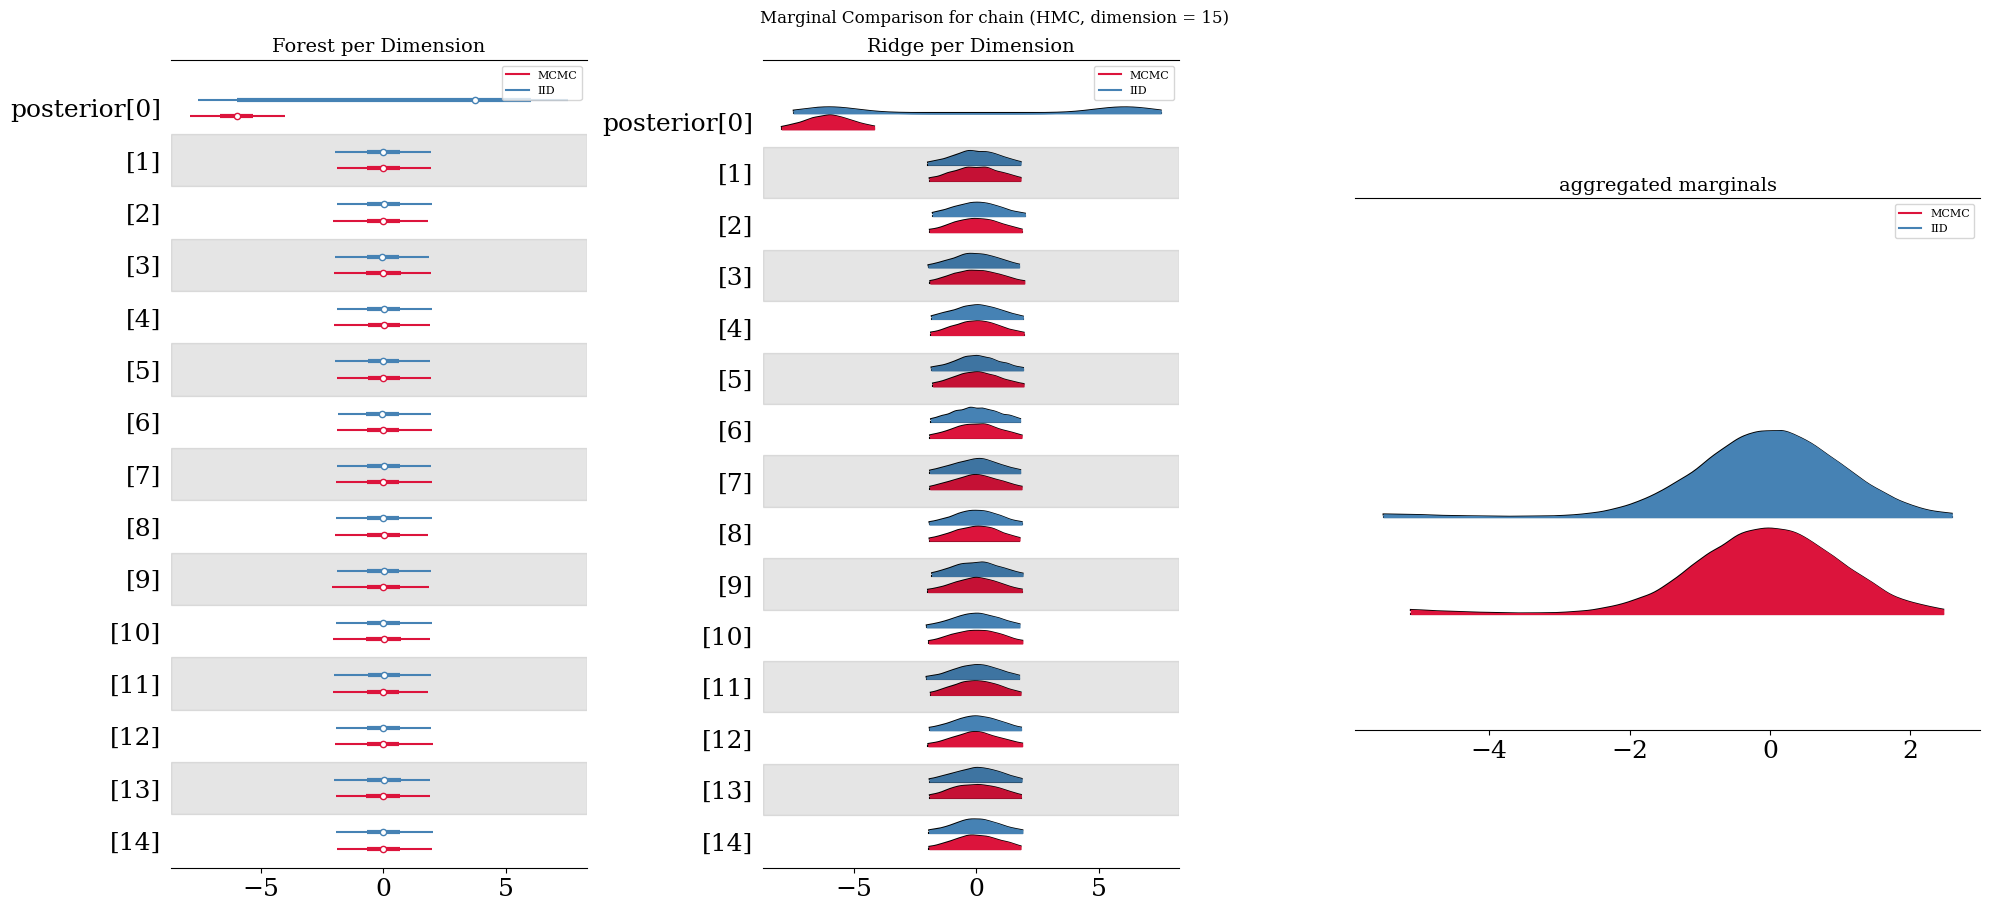 Marginal Comparison for chain (HMC, dimension = 15)
Forest per Dimension
MCMC
IID
posterior[0]
[1]
[2]
[3]
[4]
[5]
[6]
[7]
[8]
[9]
[10]
[11]
[12]
[13]
[14]
−5 0 5
Ridge per Dimension
MCMC
IID
posterior[0]
[1]
[2]
[3]
[4]
[5]
[6]
[7]
[8]
[9]
[10]
[11]
[12]
[13]
[14]
−5 0 5
aggregated marginals
MCMC
IID
−4 −2 0 2